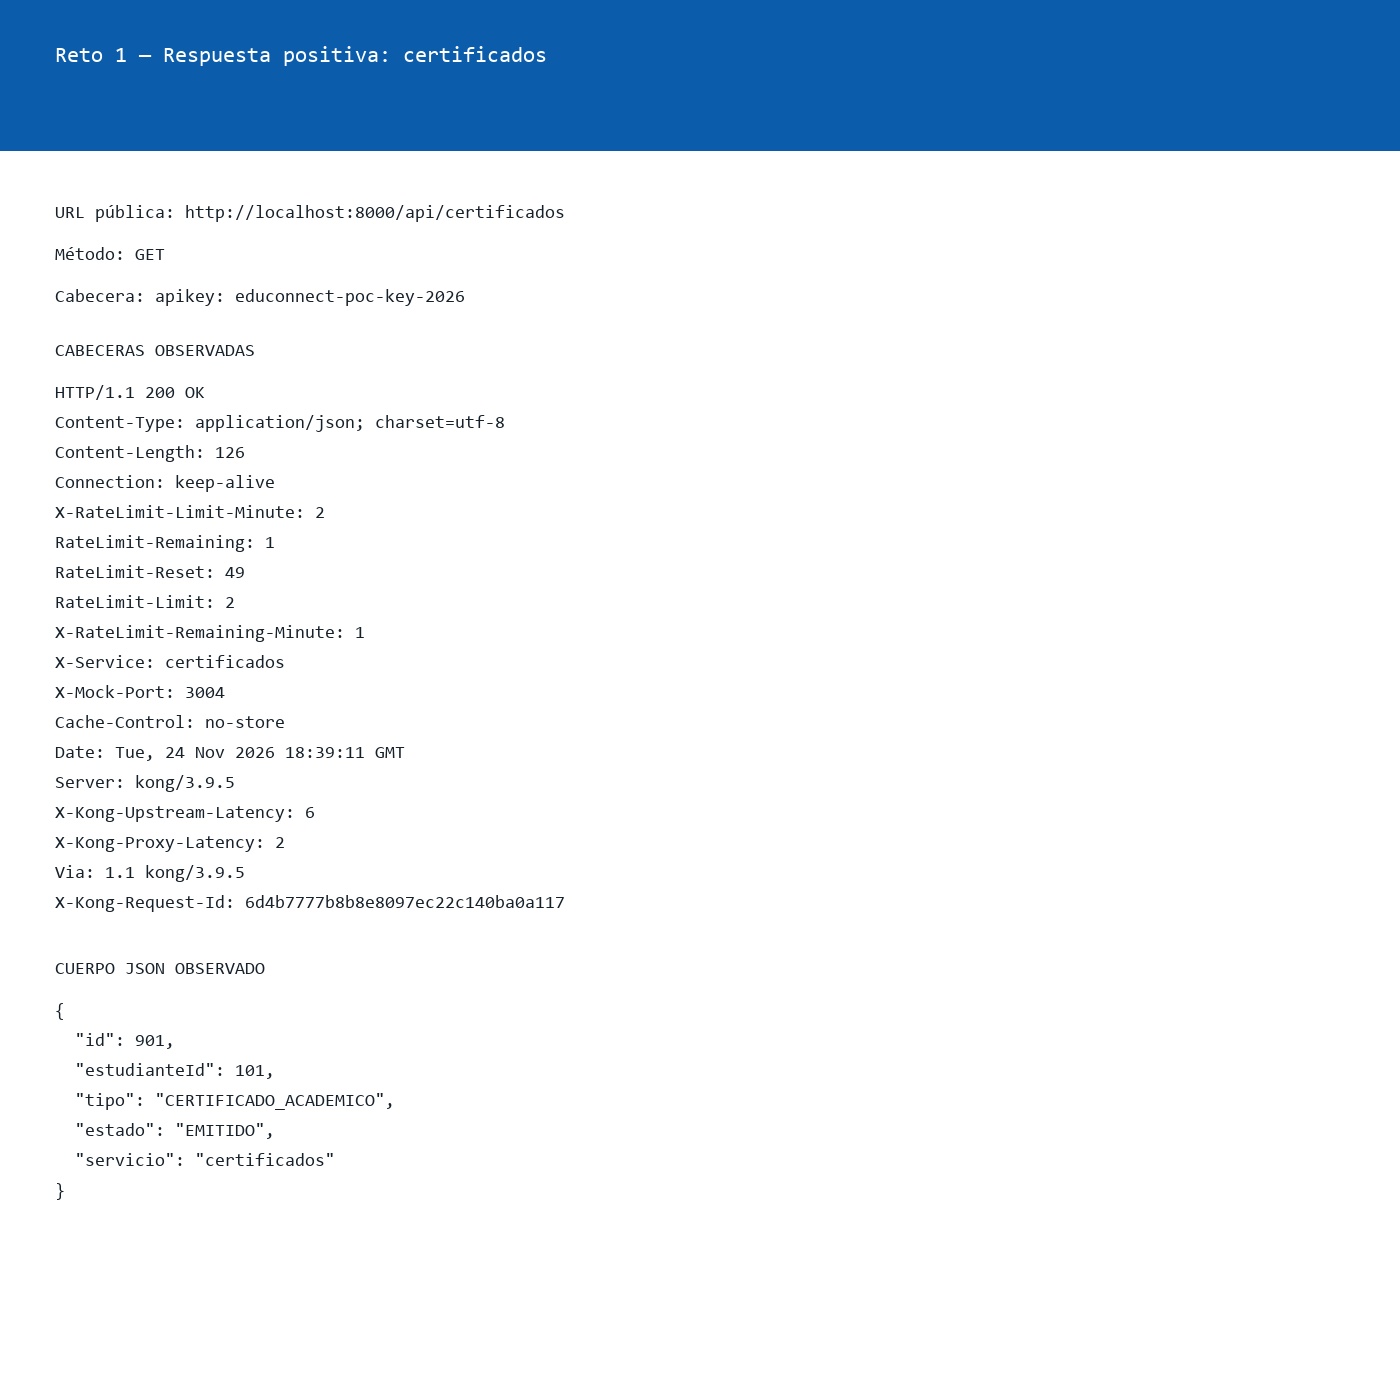 Reto 1 — Respuesta positiva: certificados
URL pública: http://localhost:8000/api/certificados
Método: GET
Cabecera: apikey: educonnect-poc-key-2026
CABECERAS OBSERVADAS
HTTP/1.1 200 OK
Content-Type: application/json; charset=utf-8
Content-Length: 126
Connection: keep-alive
X-RateLimit-Limit-Minute: 2
RateLimit-Remaining: 1
RateLimit-Reset: 49
RateLimit-Limit: 2
X-RateLimit-Remaining-Minute: 1
X-Service: certificados
X-Mock-Port: 3004
Cache-Control: no-store
Date: Tue, 24 Nov 2026 18:39:11 GMT
Server: kong/3.9.5
X-Kong-Upstream-Latency: 6
X-Kong-Proxy-Latency: 2
Via: 1.1 kong/3.9.5
X-Kong-Request-Id: 6d4b7777b8b8e8097ec22c140ba0a117
CUERPO JSON OBSERVADO
{
  "id": 901,
  "estudianteId": 101,
  "tipo": "CERTIFICADO_ACADEMICO",
  "estado": "EMITIDO",
  "servicio": "certificados"
}